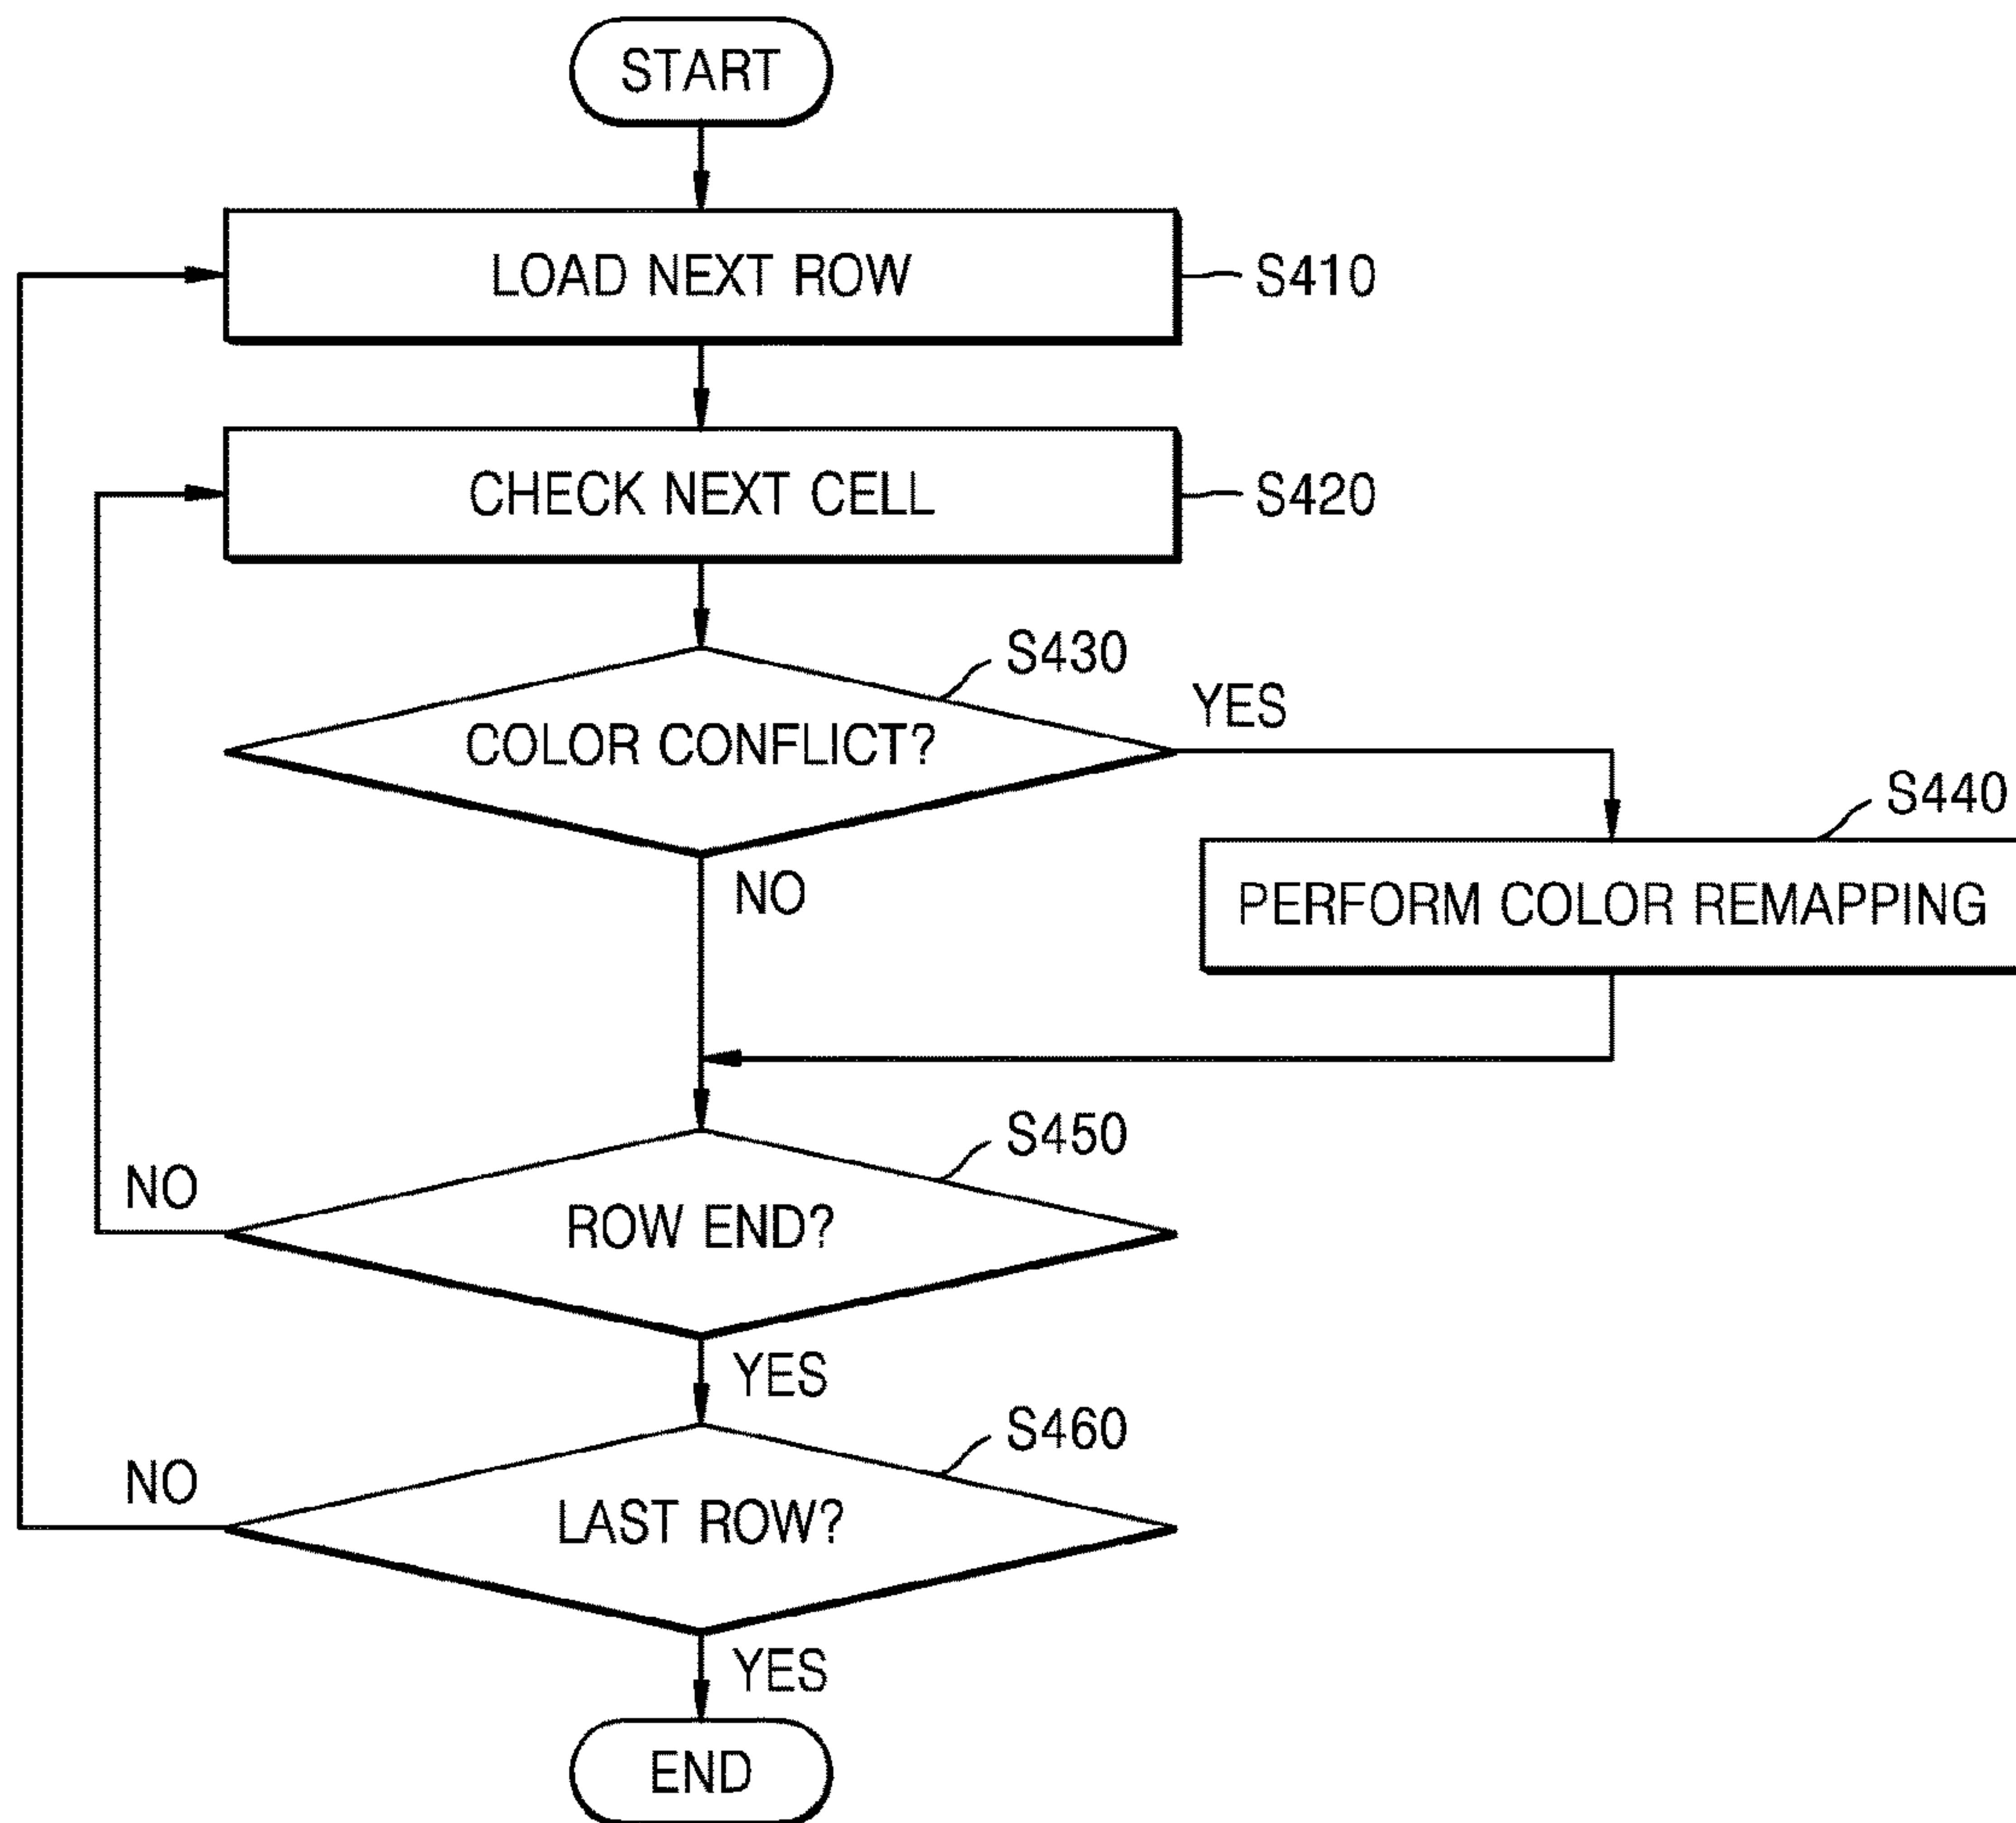 START
LOAD NEXT ROW
S410
CHECK NEXT CELL
S420
S430
COLOR CONFLICT?
YES
S440
PERFORM COLOR REMAPPING
NO
S450
ROW END?
NO
YES
S460
LAST ROW?
NO
YES
END